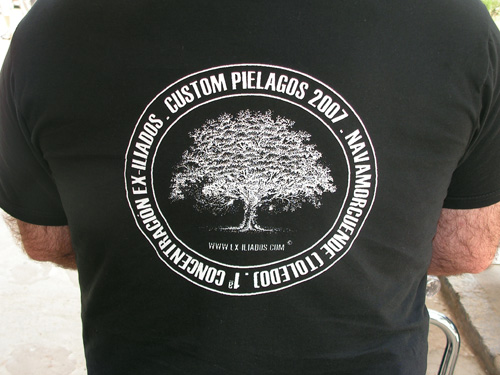 1ª CONCENTRACIÓN EX-ILIADOS . CUSTOM PIELAGOS 2007 . NAVAMORCUENDE (TOLEDO) .
WWW.EX-ILIADOS.COM ©